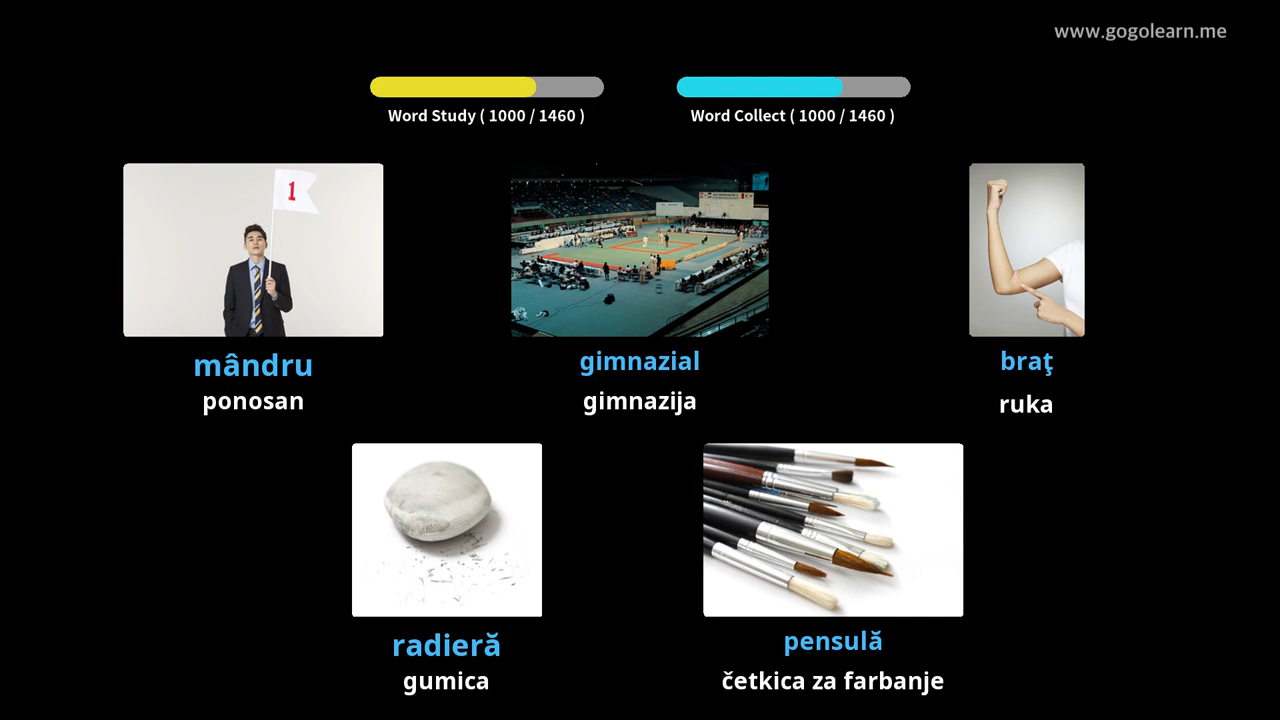 www.gogolearn.me
Word Study ( 1000 / 1460 )
Word Collect ( 1000 / 1460 )
1
mândru
ponosan
gimnazial
gimnazija
braţ
ruka
radieră
gumica
pensulă
četkica za farbanje